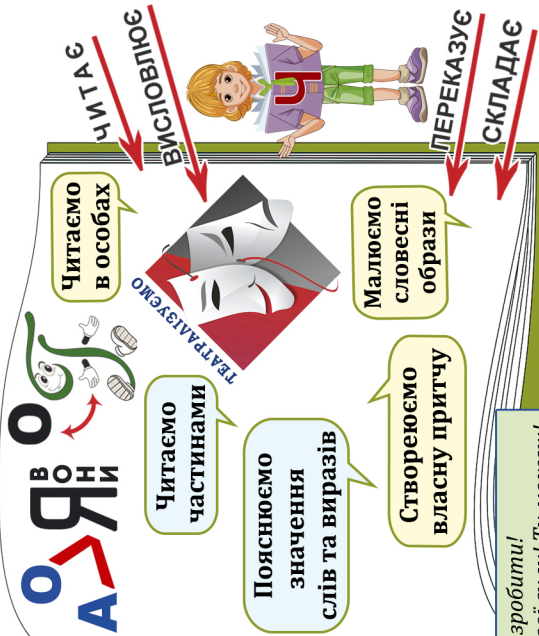 ЧИТАЄ
ВИСЛОВЛЮЄ
Ч
ПЕРЕКАЗУЄ
СКЛАДАЄ
Читаємо
в особах
ТЕАТРАЛІЗУЄМО
Малюємо
словесні
образи
Читаємо
частинами
Пояснюємо
значення
слів та виразів
Створеюємо
власну притчу
О
О
А
Я
В
О
Н
И
зробити!